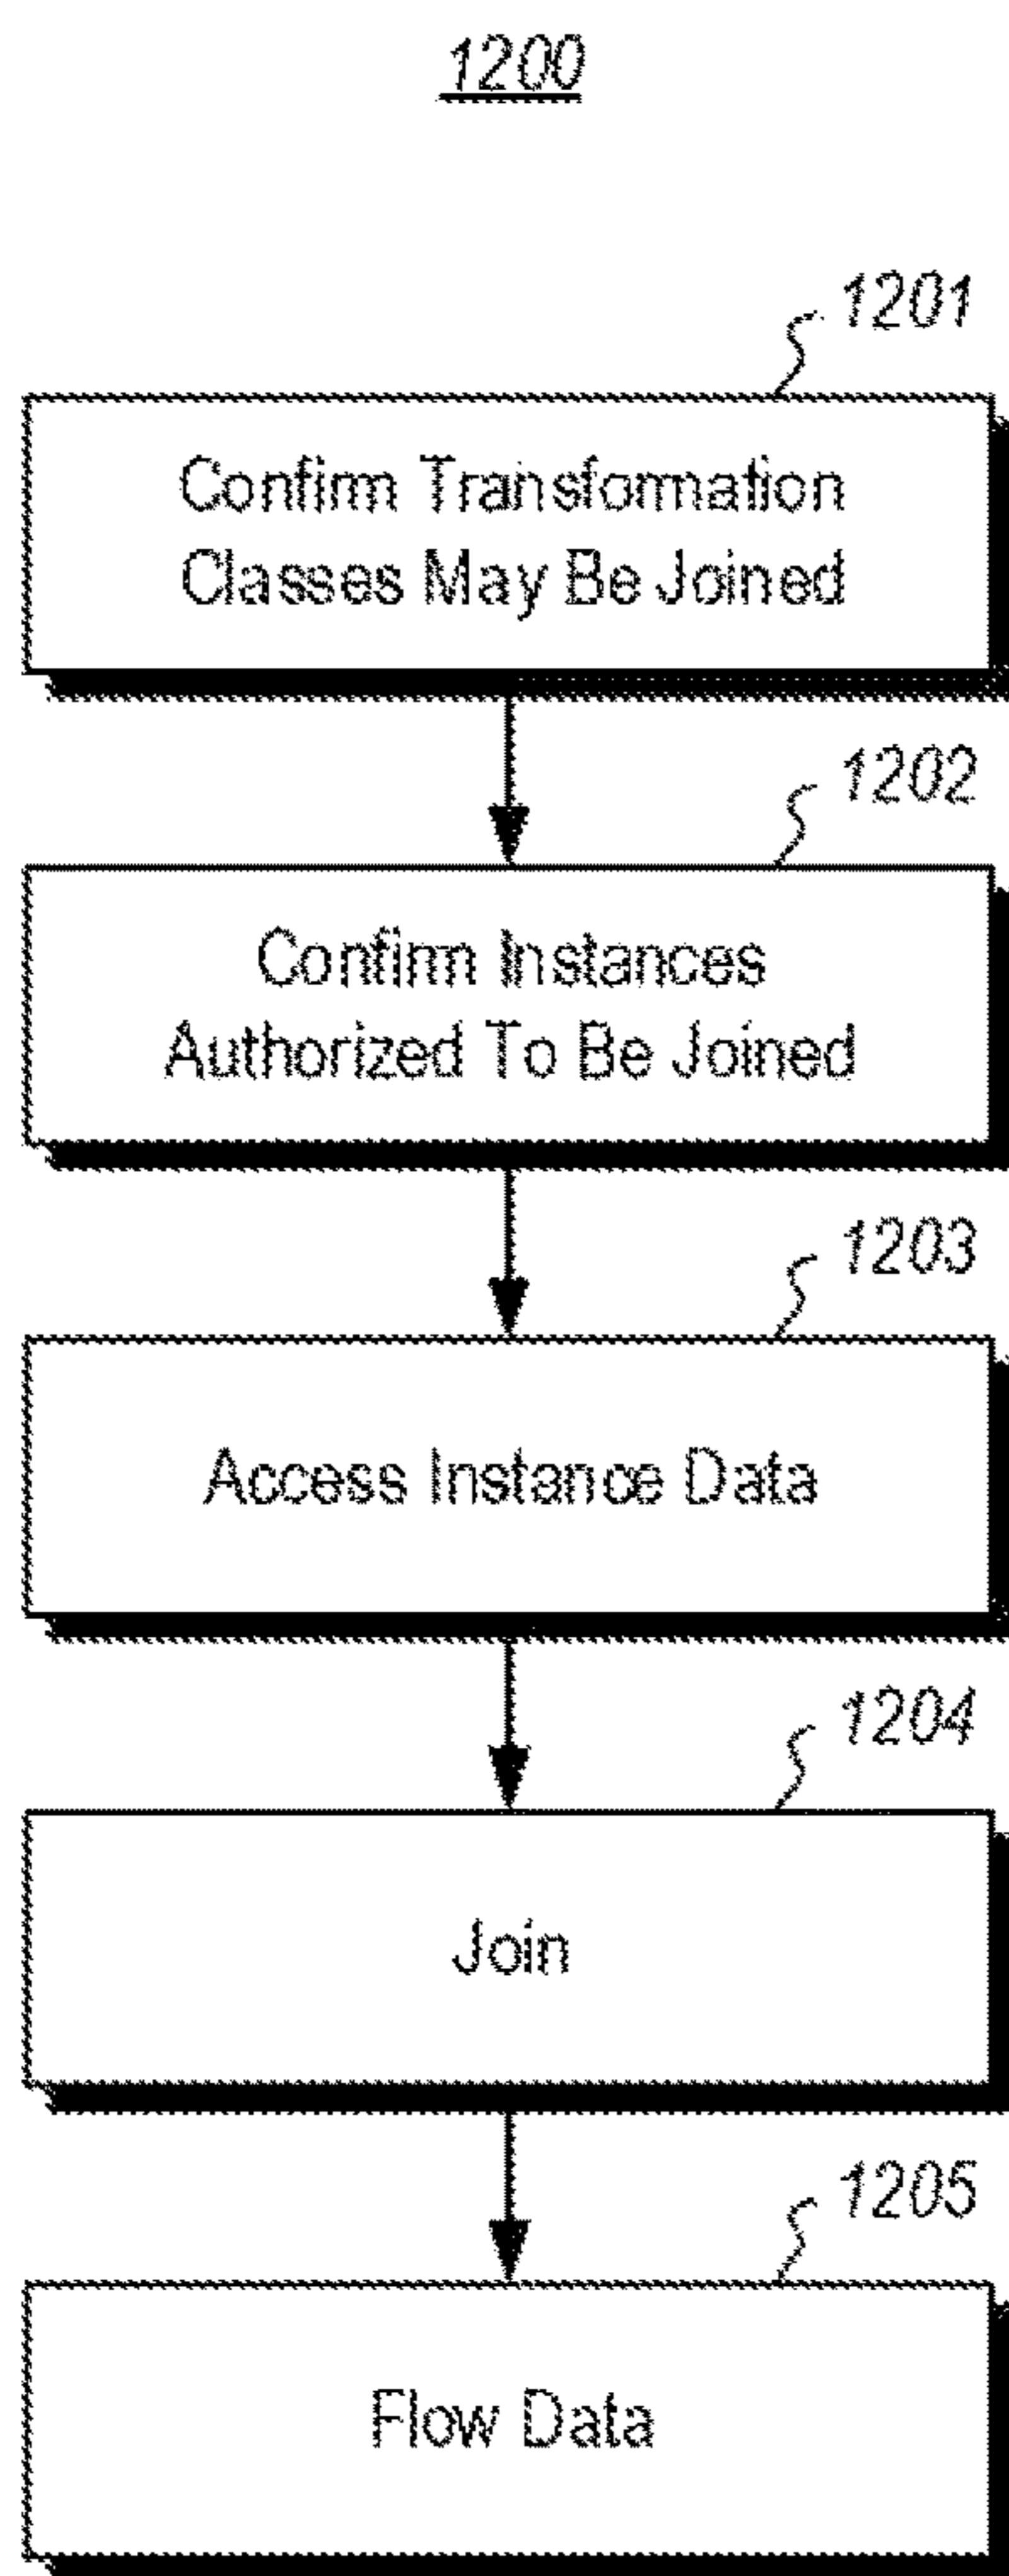 1200
1201
Confirm Transformation
Classes May Be Joined
1202
Confirm Instances
Authorized To Be Joined
1203
Access Instance Data
1204
Join
1205
Flow Data